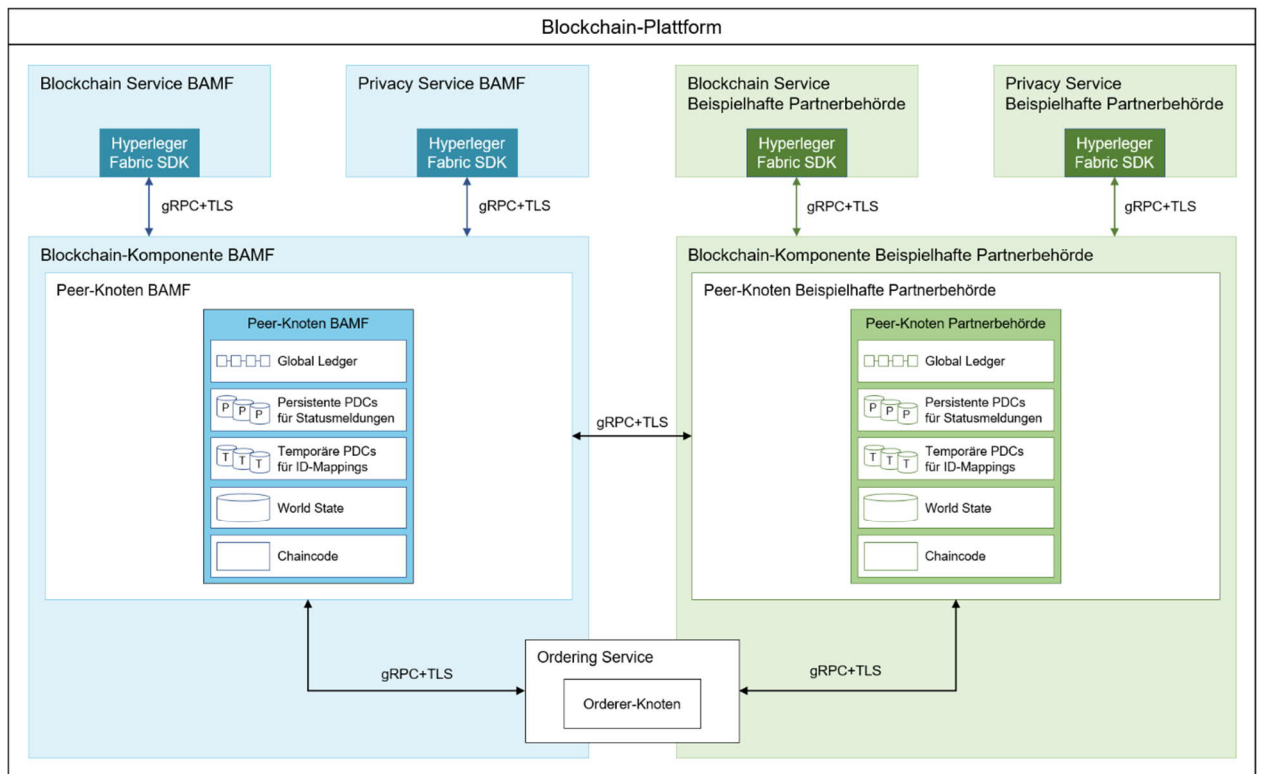 Blockchain-Plattform
Blockchain Service BAMF
Hyperleger
Fabric SDK
gRPC+TLS
Privacy Service BAMF
Hyperleger
Fabric SDK
gRPC+TLS
Blockchain Service
Beispielhafte Partnerbehörde
Hyperleger
Fabric SDK
gRPC+TLS
Privacy Service
Beispielhafte Partnerbehörde
Hyperleger
Fabric SDK
gRPC+TLS
Blockchain-Komponente BAMF
Peer-Knoten BAMF
Peer-Knoten BAMF
Global Ledger
P P P
Persistente PDCs
für Statusmeldungen
T T T
Temporäre PDCs
für ID-Mappings
World State
Chaincode
gRPC+TLS
Blockchain-Komponente Beispielhafte Partnerbehörde
Peer-Knoten Beispielhafte Partnerbehörde
Peer-Knoten Partnerbehörde
Global Ledger
P P P
Persistente PDCs
für Statusmeldungen
T T T
Temporäre PDCs
für ID-Mappings
World State
Chaincode
gRPC+TLS
Ordering Service
Orderer-Knoten
gRPC+TLS